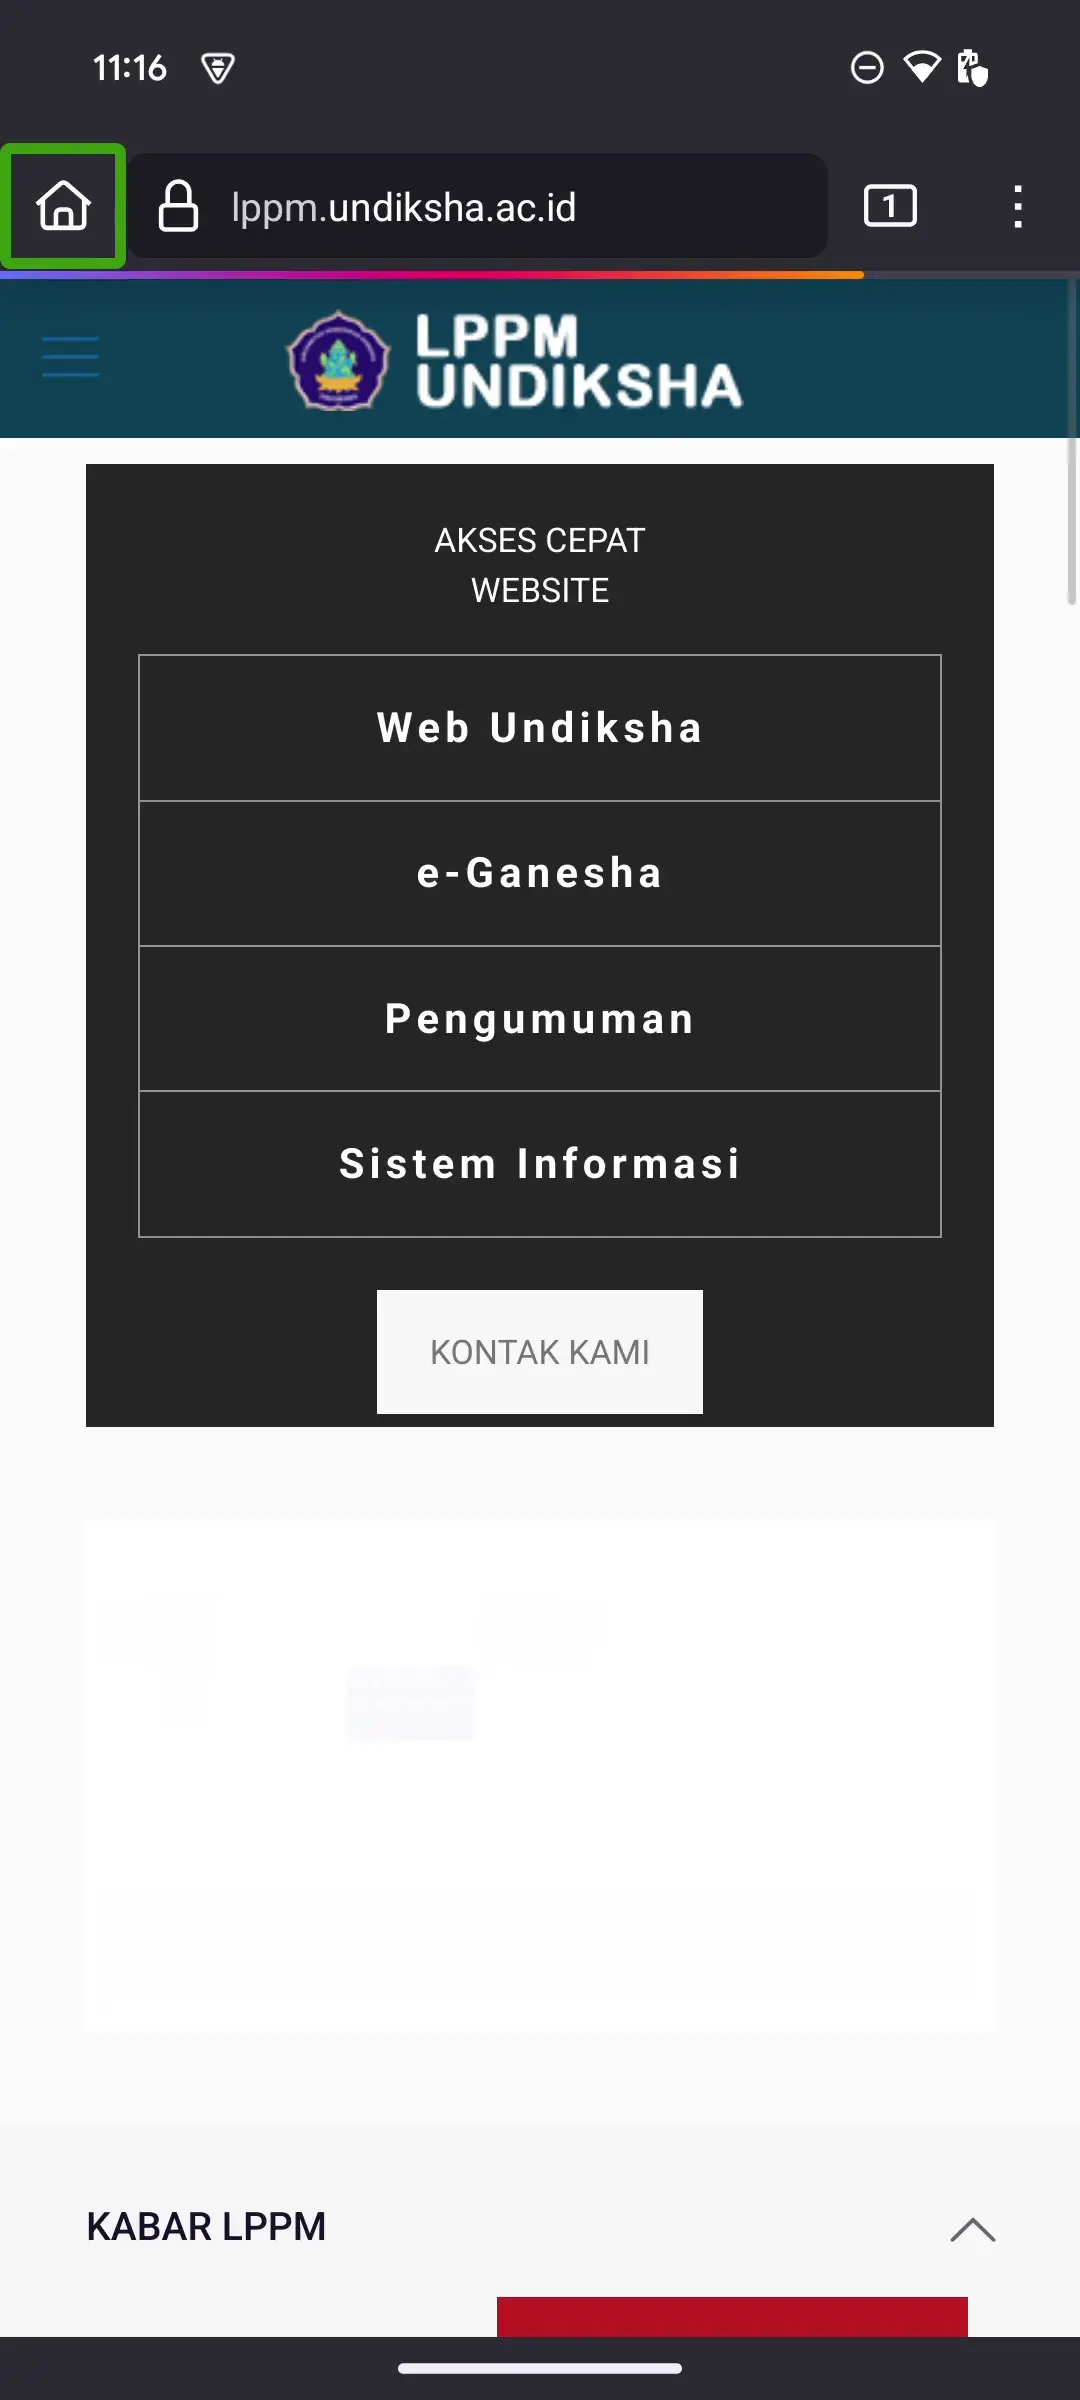 11:16
lppm.undiksha.ac.id
1
LPPM
UNDIKSHA
AKSES CEPAT
WEBSITE
Web Undiksha
e-Ganesha
Pengumuman
Sistem Informasi
KONTAK KAMI
KABAR LPPM